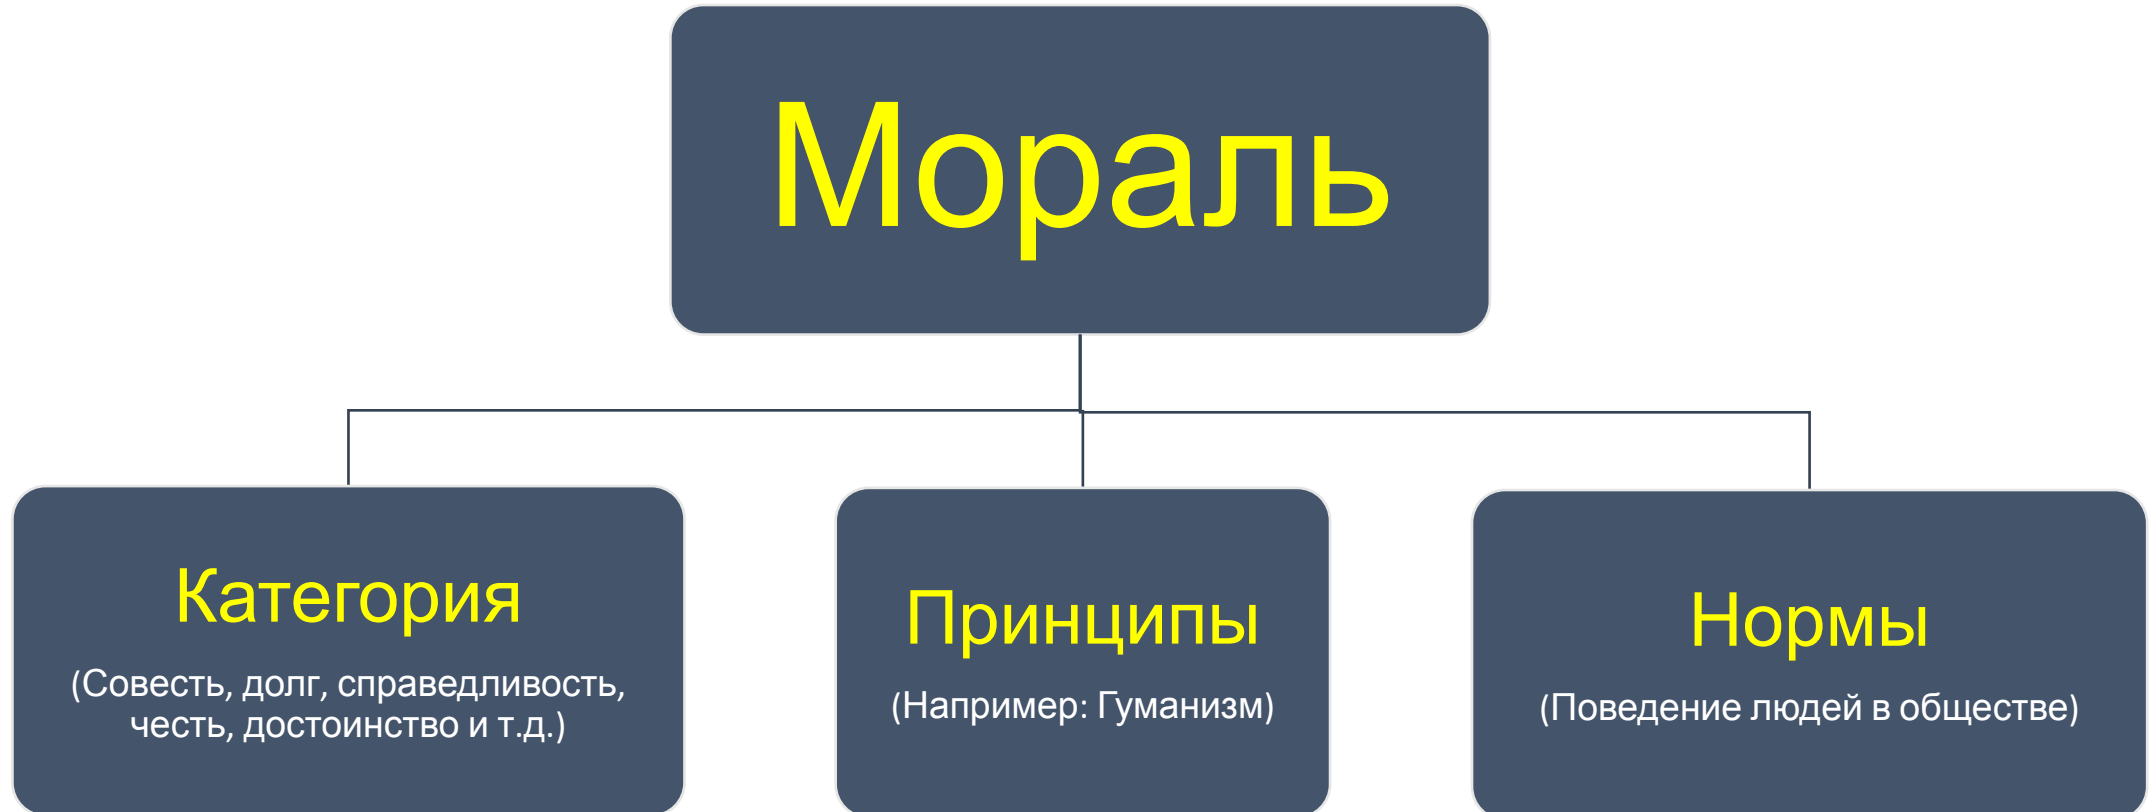 Мораль
Категория
(Совесть, долг, справедливость,
честь, достоинство и т.д.)
Принципы
(Например: Гуманизм)
Нормы
(Поведение людей в обществе)